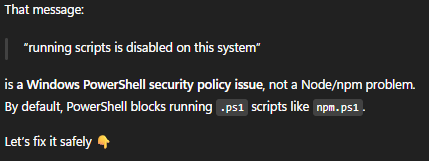 That message:
“running scripts is disabled on this system”
is a Windows PowerShell security policy issue, not a Node/npm problem.
By default, PowerShell blocks running .ps1 scripts like npm.ps1.
Let’s fix it safely 👇